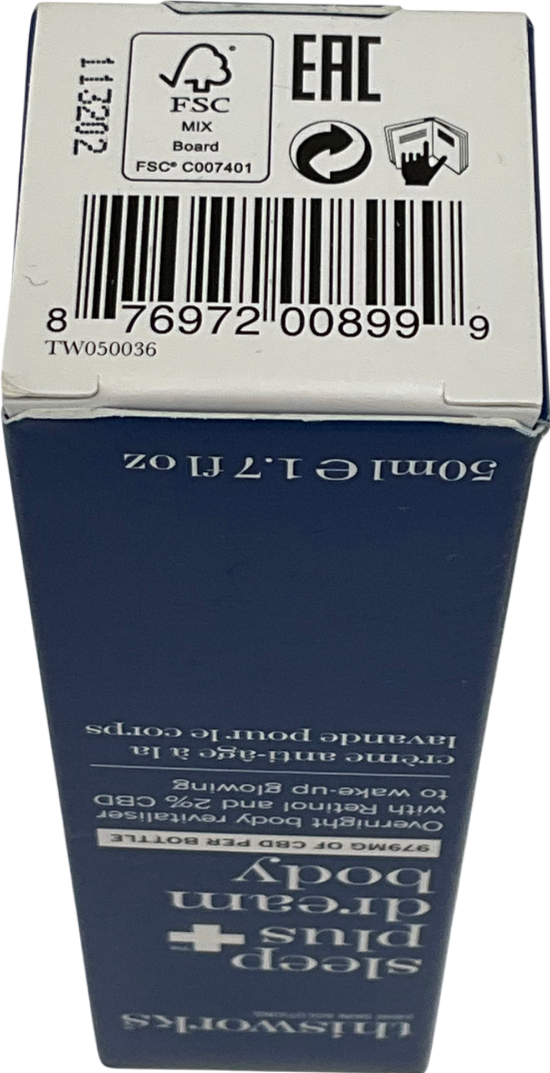 113202
FSC
MIX
Board
FSC® C007401
EAC
8 76972 00899 9
TW050036
thisworks
sleep
plus+
dream
body
979MG OF CBD PER BOTTLE
Overnight body revitaliser
with Retinol and 2% CBD
to wake-up glowing
crème anti-âge à la
lavande pour le corps
50ml ℮ 1.7 fl oz